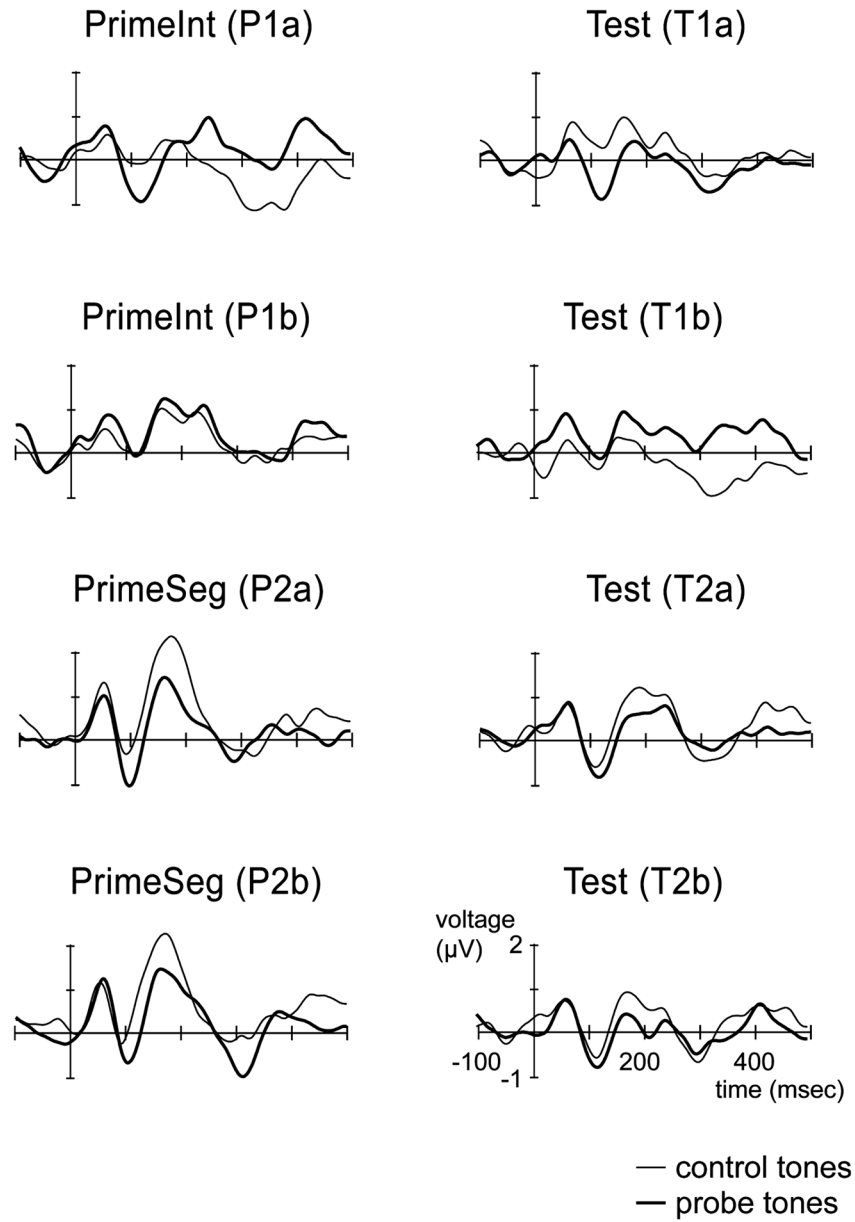 PrimeInt (P1a)
Test (T1a)
PrimeInt (P1b)
Test (T1b)
PrimeSeg (P2a)
Test (T2a)
PrimeSeg (P2b)
Test (T2b)
voltage
(µV)
2
-100
200
400
-1
time (msec)
control tones
probe tones